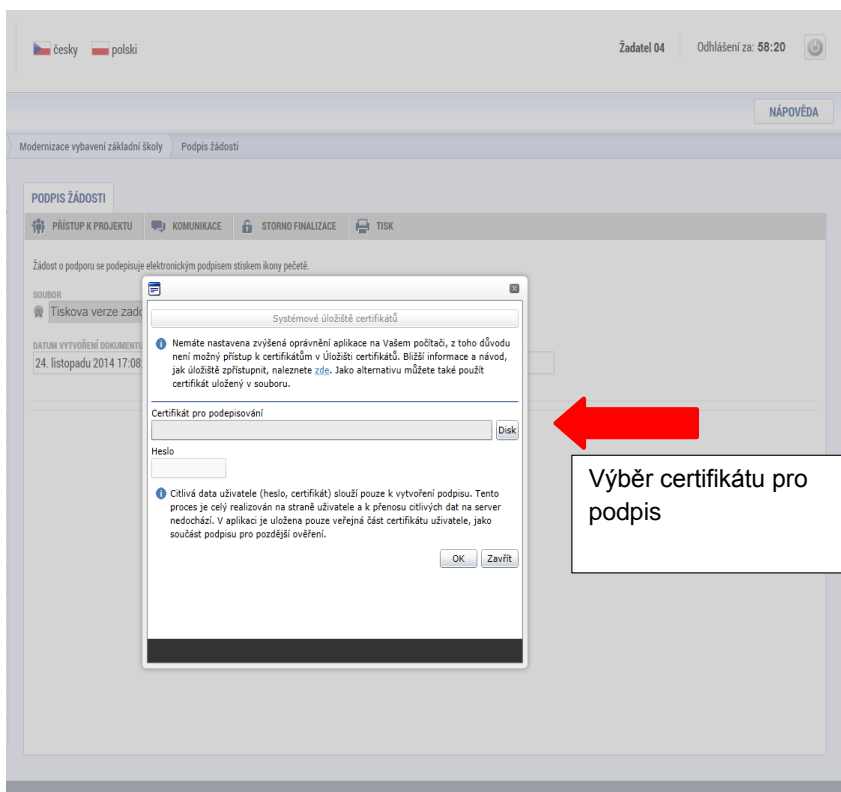 česky polski Žadatel 04 Odhlášení za: 58:20
NÁPOVĚDA
Modernizace vybavení základní školy Podpis žádosti
PODPIS ŽÁDOSTI
PŘÍSTUP K PROJEKTU KOMUNIKACE STORNO FINALIZACE TISK
Žádost o podporu se podepisuje elektronickým podpisem stiskem ikony pečetě.
SOUBOR
Tiskova verze zado
DATUM VYTVOŘENÍ DOKUMENTU
24. listopadu 2014 17:08:
Systémové úložiště certifikátů
Nemáte nastavena zvýšená oprávnění aplikace na Vašem počítači, z toho důvodu
není možný přístup k certifikátům v Úložišti certifikátů. Bližší informace a návod,
jak úložiště zpřístupnit, naleznete zde. Jako alternativu můžete také použít
certifikát uložený v souboru.
Certifikát pro podepisování
Disk
Heslo
Citlivá data uživatele (heslo, certifikát) slouží pouze k vytvoření podpisu. Tento
proces je celý realizován na straně uživatele a k přenosu citlivých dat na server
nedochází. V aplikaci je uložena pouze veřejná část certifikátu uživatele, jako
součást podpisu pro pozdější ověření.
OK Zavřít
Výběr certifikátu pro
podpis